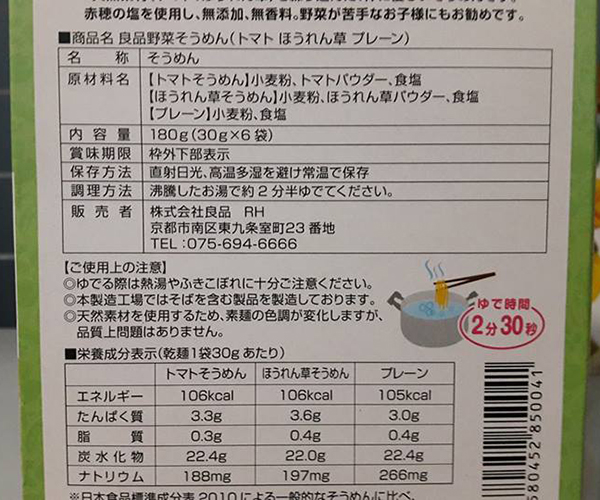 赤穂の塩を使用し、無添加、無香料。野菜が苦手なお子様にもお勧めです。
■商品名 良品野菜そうめん(トマト ほうれん草 プレーン)
名称 そうめん
原材料名 【トマトそうめん】小麦粉、トマトパウダー、食塩
【ほうれん草そうめん】小麦粉、ほうれん草パウダー、食塩
【プレーン】小麦粉、食塩
内容量 180g(30g×6袋)
賞味期限 枠外下部表示
保存方法 直射日光、高温多湿を避け常温で保存
調理方法 沸騰したお湯で約2分半ゆでてください。
販売者 株式会社良品 RH
京都市南区東九条室町23番地
TEL:075-694-6666
【ご使用上の注意】
◎ゆでる際は熱湯やふきこぼれに十分ご注意ください。
◎本製造工場ではそばを含む製品を製造しております。
◎天然素材を使用するため、素麺の色調が変化しますが、
品質上問題はありません。
ゆで時間
2分30秒
■栄養成分表示(乾麺1袋30gあたり)
トマトそうめん ほうれん草そうめん プレーン
エネルギー 106kcal 106kcal 105kcal
たんぱく質 3.3g 3.6g 3.0g
脂質 0.3g 0.4g 0.4g
炭水化物 22.4g 22.0g 22.4g
ナトリウム 188mg 197mg 266mg
※日本食品標準成分表2010による一般的なそうめんに比べ、
580452 850041